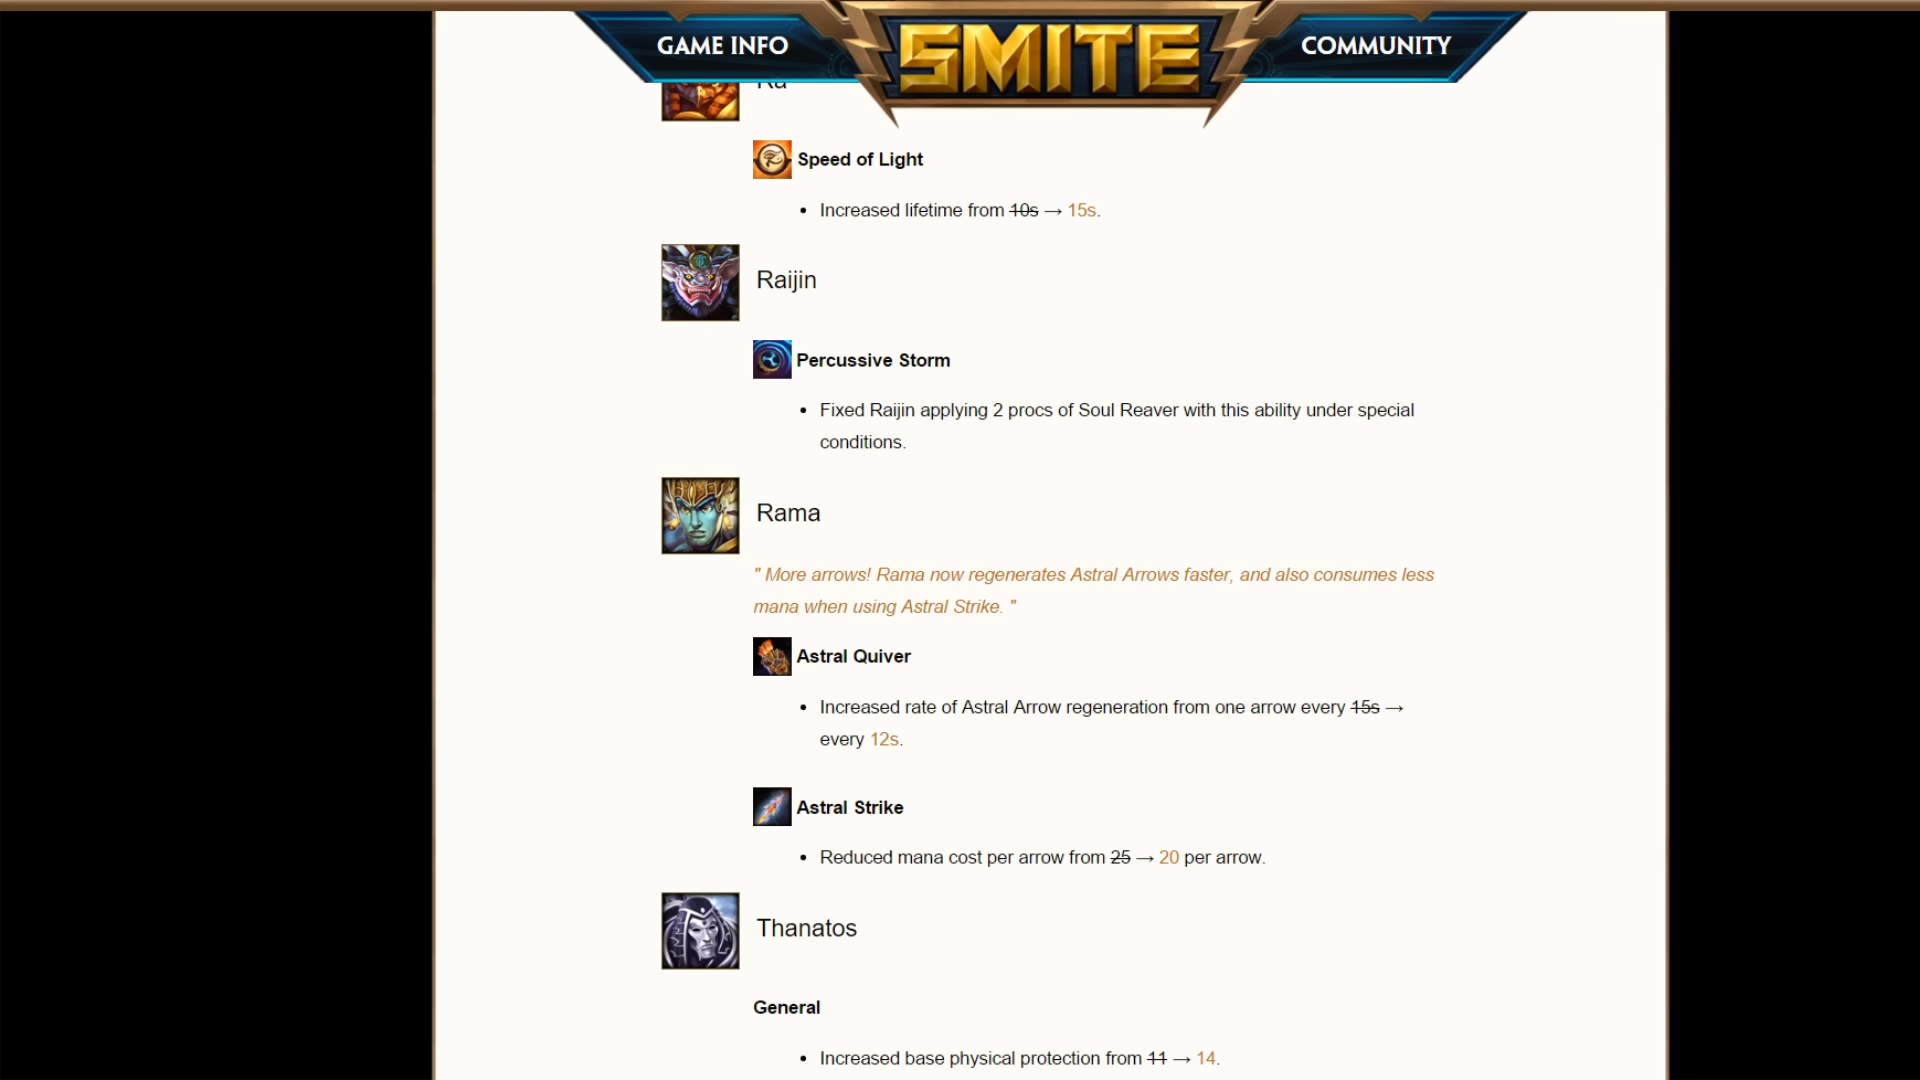 GAME INFO
SMITE
COMMUNITY
Ra
Speed of Light
• Increased lifetime from 10s → 15s.
Raijin
Percussive Storm
• Fixed Raijin applying 2 procs of Soul Reaver with this ability under special
conditions.
Rama
" More arrows! Rama now regenerates Astral Arrows faster, and also consumes less
mana when using Astral Strike. "
Astral Quiver
• Increased rate of Astral Arrow regeneration from one arrow every 15s →
every 12s.
Astral Strike
• Reduced mana cost per arrow from 25 → 20 per arrow.
Thanatos
General
• Increased base physical protection from 11 → 14.